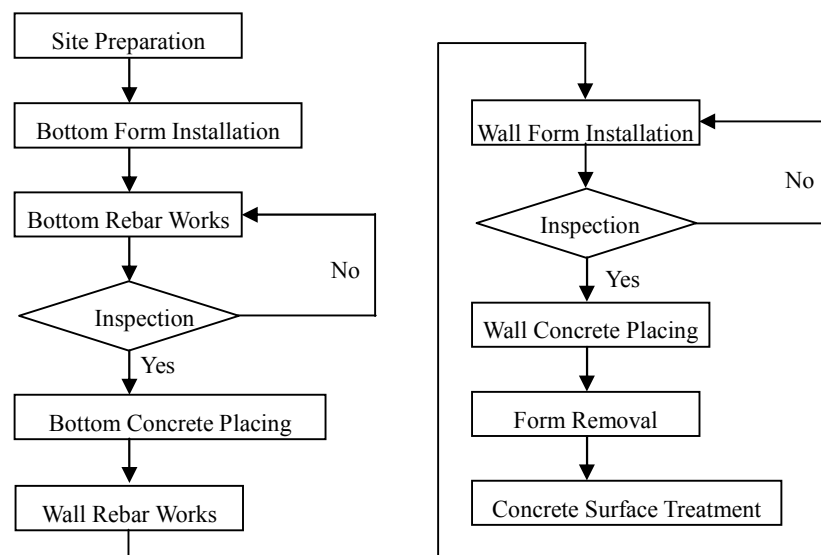 Site Preparation
Bottom Form Installation
Bottom Rebar Works
No
Inspection
Yes
Bottom Concrete Placing
Wall Rebar Works
Wall Form Installation
No
Inspection
Yes
Wall Concrete Placing
Form Removal
Concrete Surface Treatment